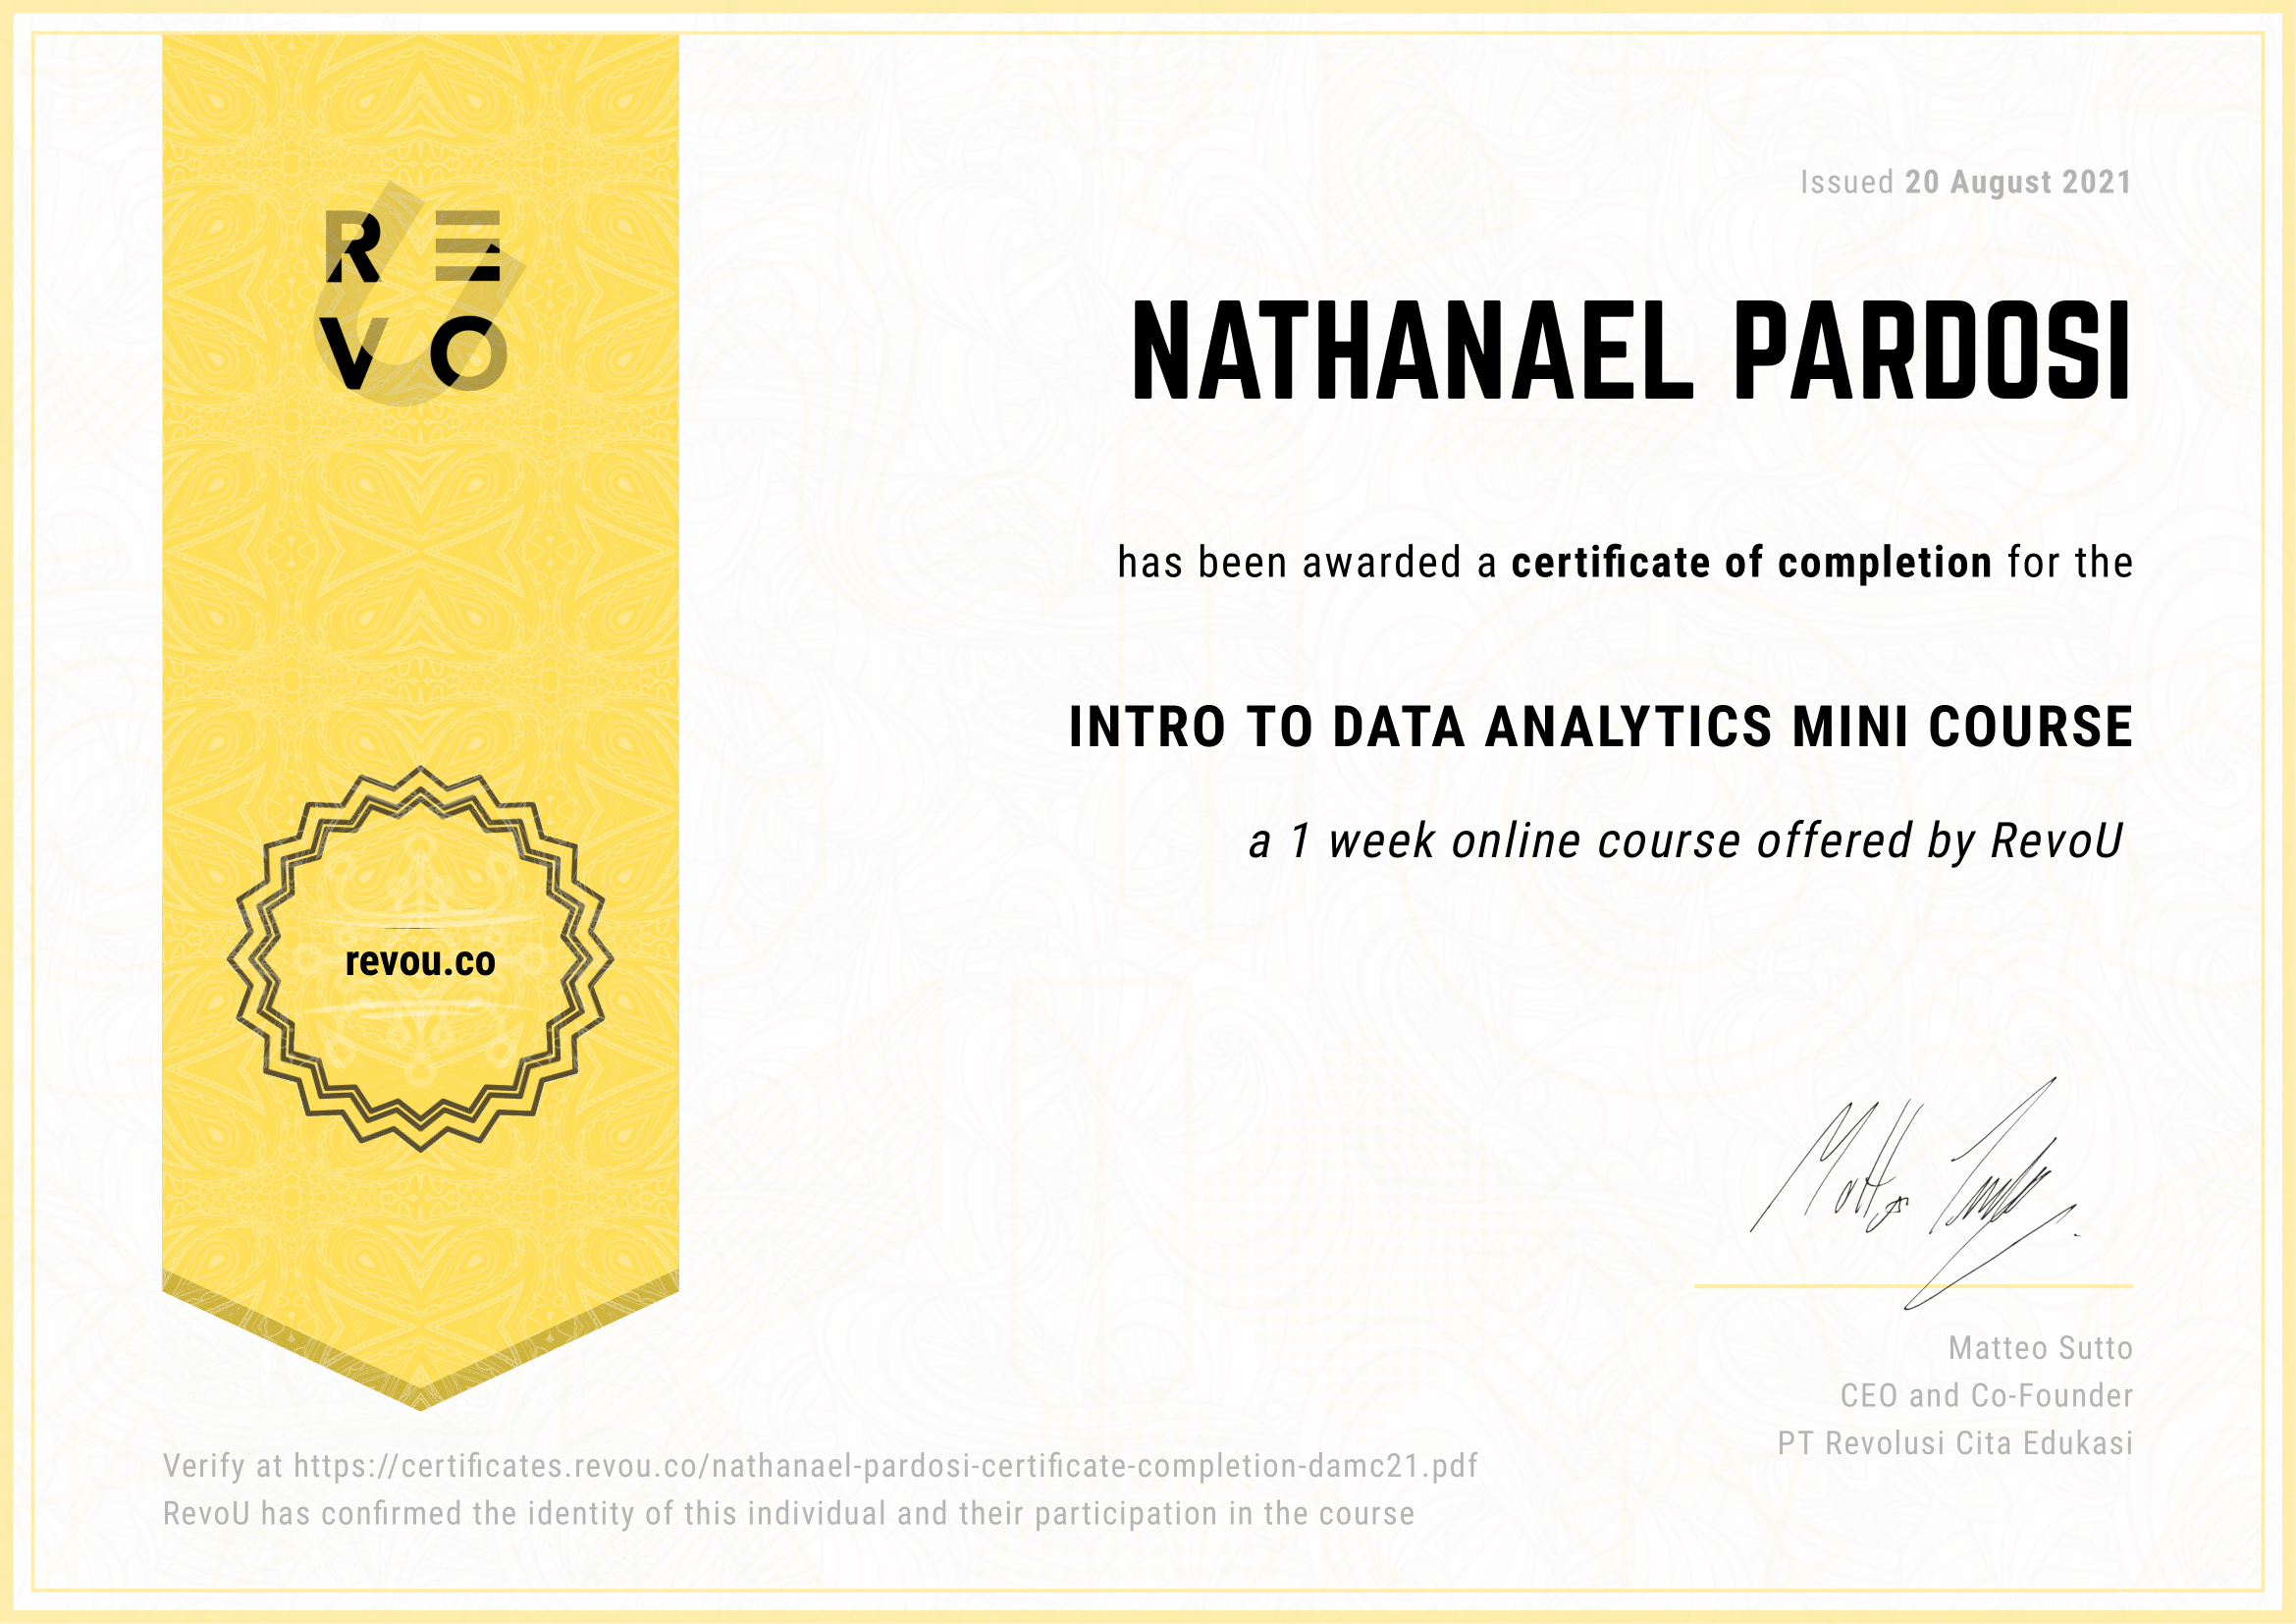 RE
VO
U
revou.co
Issued 20 August 2021
NATHANAEL PARDOSI
has been awarded a certificate of completion for the
INTRO TO DATA ANALYTICS MINI COURSE
a 1 week online course offered by RevoU
Matteo Sutto
CEO and Co-Founder
PT Revolusi Cita Edukasi
Verify at https://certificates.revou.co/nathanael-pardosi-certificate-completion-damc21.pdf
RevoU has confirmed the identity of this individual and their participation in the course